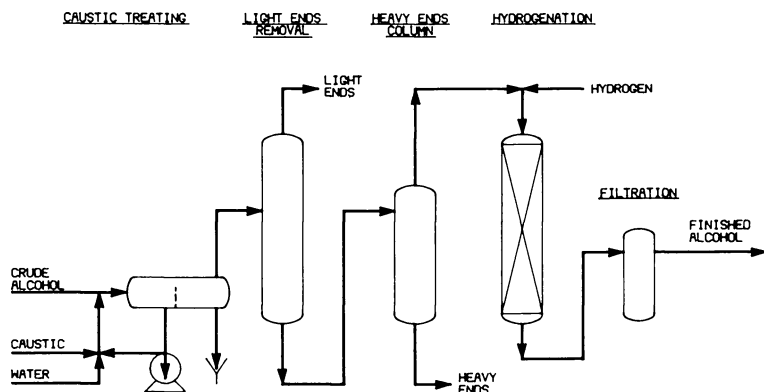 CAUSTIC TREATING
LIGHT ENDS
REMOVAL
HEAVY ENDS
COLUMN
HYDROGENATION
LIGHT
ENDS
HYDROGEN
FILTRATION
FINISHED
ALCOHOL
CRUDE
ALCOHOL
CAUSTIC
WATER
HEAVY
ENDS